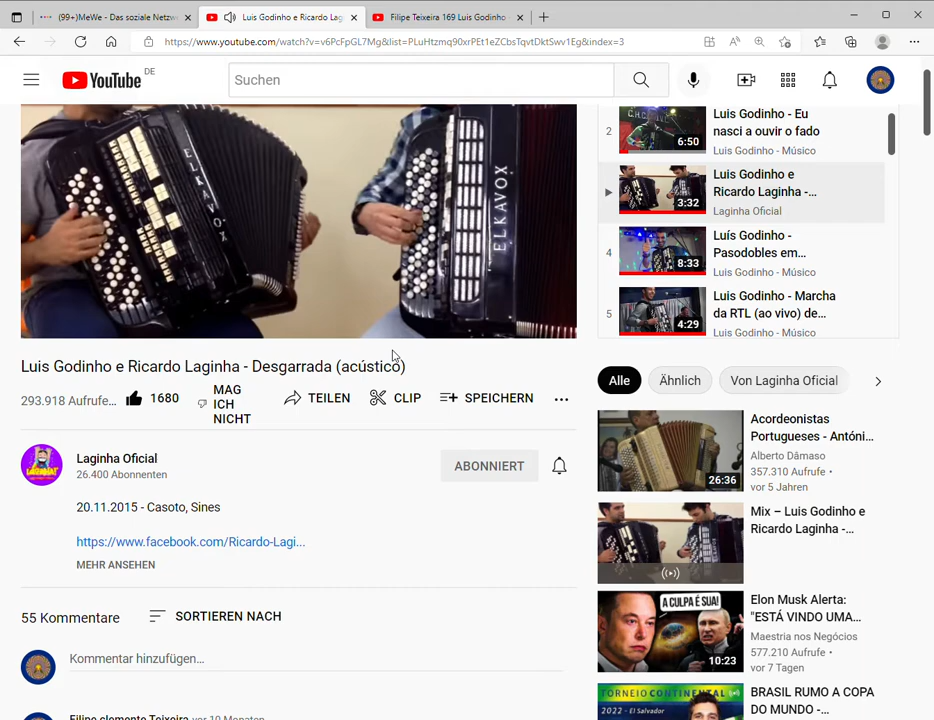 (99+)MeWe - Das soziale Netzw
Luis Godinho e Ricardo Lag
Filipe Teixeira 169 Luis Godinho
https://www.youtube.com/watch?v=v6PcFpGL7Mg&list=PLuHtzmq90xrPEt1eZCbsTqvtDktSwv1Eg&index=3
YouTube DE
Suchen
ELKAVOX
ELKAVOX
2
6:50
Luis Godinho - Eu
nasci a ouvir o fado
Luis Godinho - Músico
3:32
Luis Godinho e
Ricardo Laginha -...
Laginha Oficial
4
8:33
Luís Godinho -
Pasodobles em...
Luis Godinho - Músico
5
4:29
Luis Godinho - Marcha
da RTL (ao vivo) de...
Luis Godinho - Músico
Luis Godinho e Ricardo Laginha - Desgarrada (acústico)
293.918 Aufrufe...
1680
MAG
ICH
NICHT
TEILEN
CLIP
SPEICHERN
Laginha Oficial
26.400 Abonnenten
ABONNIERT
20.11.2015 - Casoto, Sines
https://www.facebook.com/Ricardo-Lagi...
MEHR ANSEHEN
55 Kommentare
SORTIEREN NACH
Kommentar hinzufügen...
Filipe clemente Teixeira vor 10 Monaten
Alle
Ähnlich
Von Laginha Oficial
26:36
Acordeonistas
Portugueses - Antóni...
Alberto Dâmaso
357.310 Aufrufe •
vor 5 Jahren
Mix – Luis Godinho e
Ricardo Laginha -...
A CULPA É SUA!
10:23
Elon Musk Alerta:
"ESTÁ VINDO UMA...
Maestria nos Negócios
577.210 Aufrufe •
vor 7 Tagen
TORNEIO CONTINENTAL
2022 - El Salvador
BRASIL RUMO A COPA
DO MUNDO -...